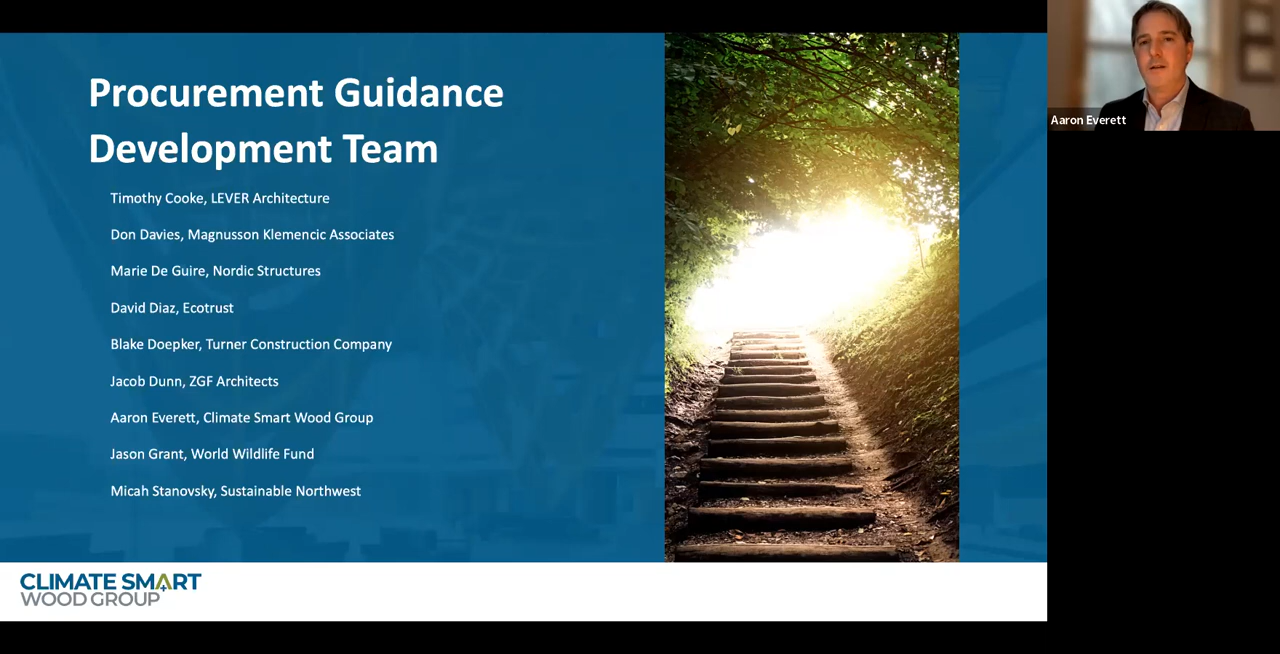 Procurement Guidance
Development Team
Timothy Cooke, LEVER Architecture
Don Davies, Magnusson Klemencic Associates
Marie De Guire, Nordic Structures
David Diaz, Ecotrust
Blake Doepker, Turner Construction Company
Jacob Dunn, ZGF Architects
Aaron Everett, Climate Smart Wood Group
Jason Grant, World Wildlife Fund
Micah Stanovsky, Sustainable Northwest
CLIMATE SMART
WOOD GROUP
Aaron Everett